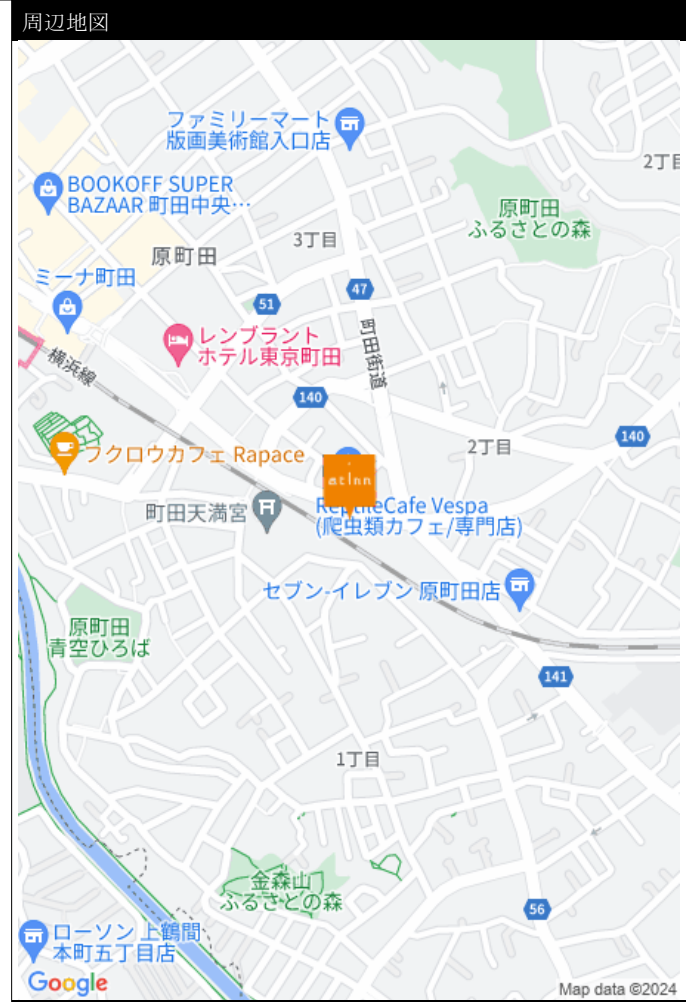 周辺地図
ファミリーマート
版画美術館入口店
2丁目
BOOKOFF SUPER
BAZAAR 町田中央…
原町田
ふるさとの森
3丁目
原町田
ミーナ町田
47
51
レンブラント
ホテル東京町田
町田街道
横浜線
140
140
2丁目
フクロウカフェ Rapace
at Inn
町田天満宮
ReptileCafe Vespa
(爬虫類カフェ/専門店)
セブン-イレブン 原町田店
原町田
青空ひろば
141
1丁目
金森山
ふるさとの森
56
ローソン 上鶴間
本町五丁目店
Google
Map data ©2024